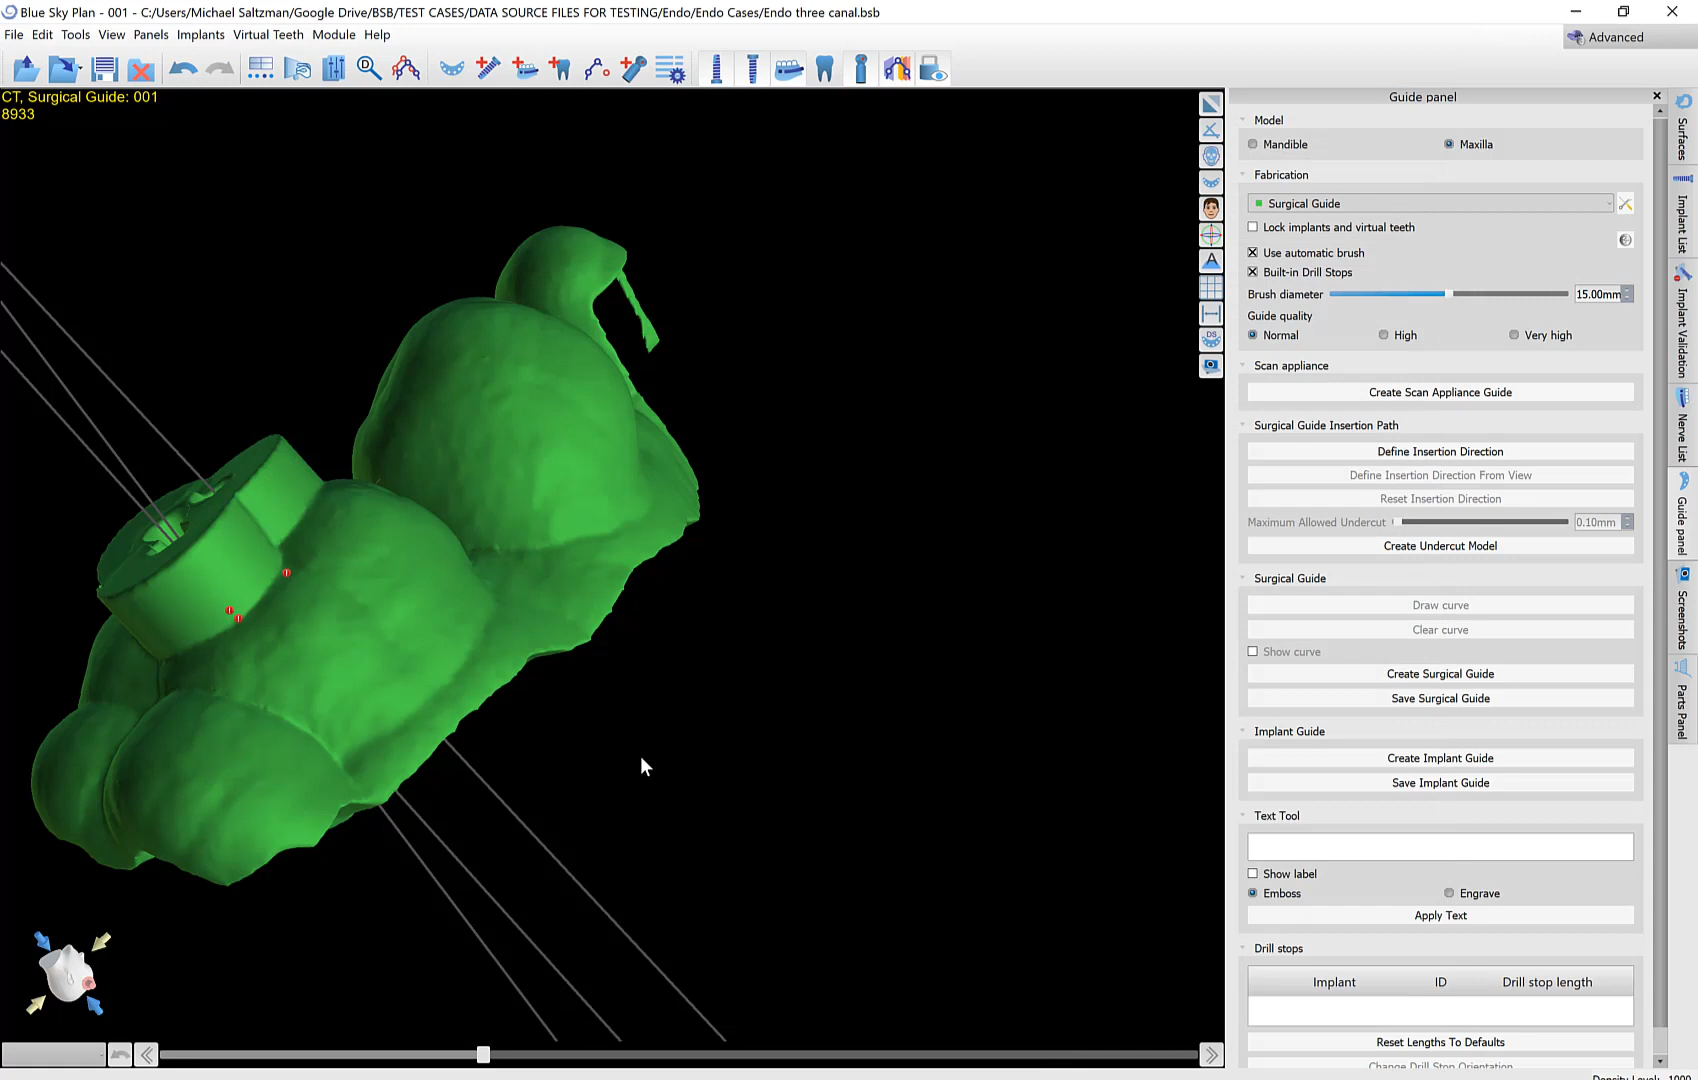 Blue Sky Plan - 001 - C:/Users/Michael Saltzman/Google Drive/BSB/TEST CASES/DATA SOURCE FILES FOR TESTING/Endo/Endo Cases/Endo three canal.bsb
File Edit Tools View Panels Implants Virtual Teeth Module Help
Advanced
CT, Surgical Guide: 001
8933
Guide panel
Model
Mandible Maxilla
Fabrication
Surgical Guide
Lock implants and virtual teeth
Use automatic brush
Built-in Drill Stops
Brush diameter 15.00mm
Guide quality
Normal High Very high
Scan appliance
Create Scan Appliance Guide
Surgical Guide Insertion Path
Define Insertion Direction
Define Insertion Direction From View
Reset Insertion Direction
Maximum Allowed Undercut 0.10mm
Create Undercut Model
Surgical Guide
Draw curve
Clear curve
Show curve
Create Surgical Guide
Save Surgical Guide
Implant Guide
Create Implant Guide
Save Implant Guide
Text Tool
Show label
Emboss Engrave
Apply Text
Drill stops
Implant ID Drill stop length
Reset Lengths To Defaults
Change Drill Stop Orientation
Density Level: 1000
Surfaces
Implant List
Implant Validation
Nerve List
Guide panel
Screenshots
Parts Panel
DS